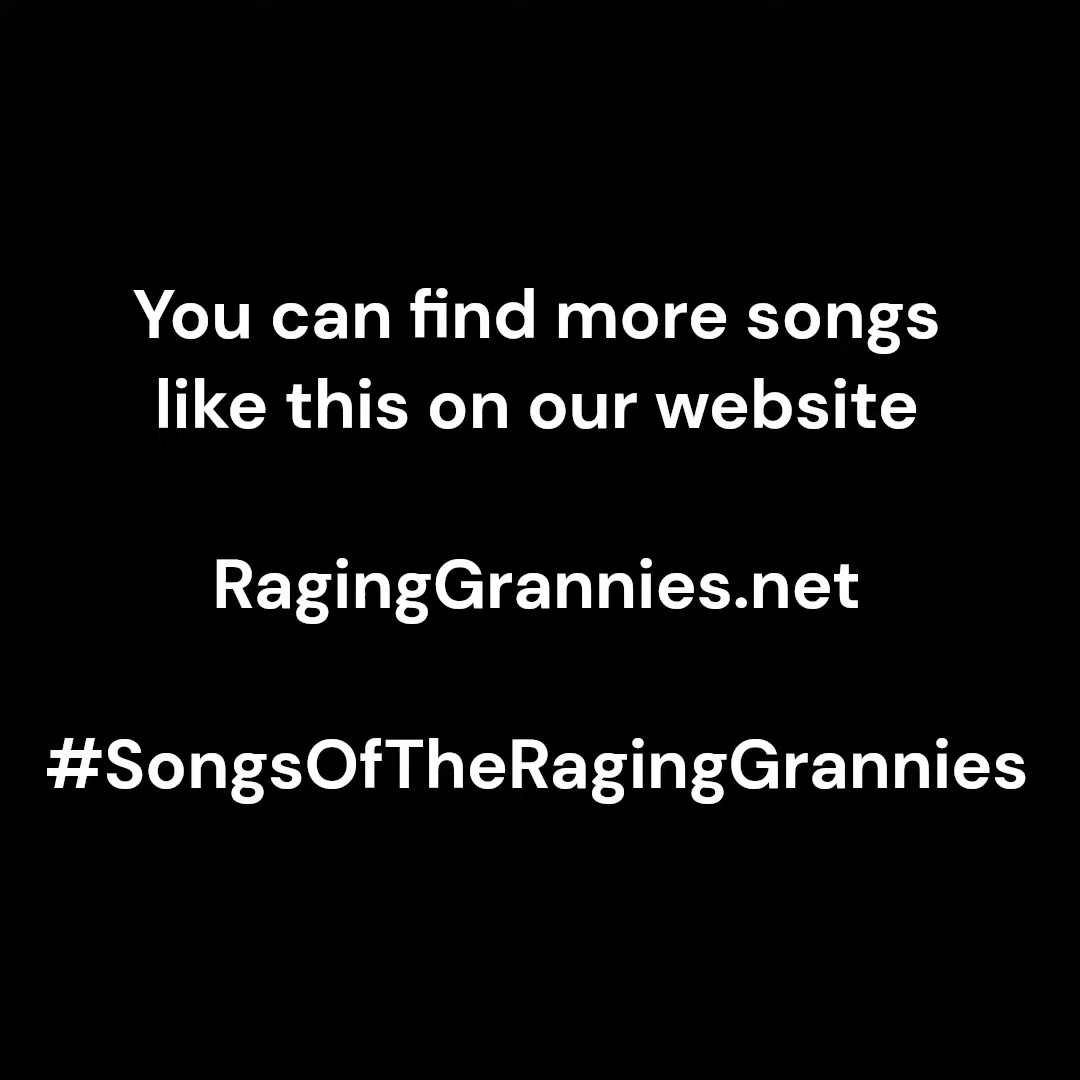 You can find more songs
like this on our website
RagingGrannies.net
#SongsOfTheRagingGrannies